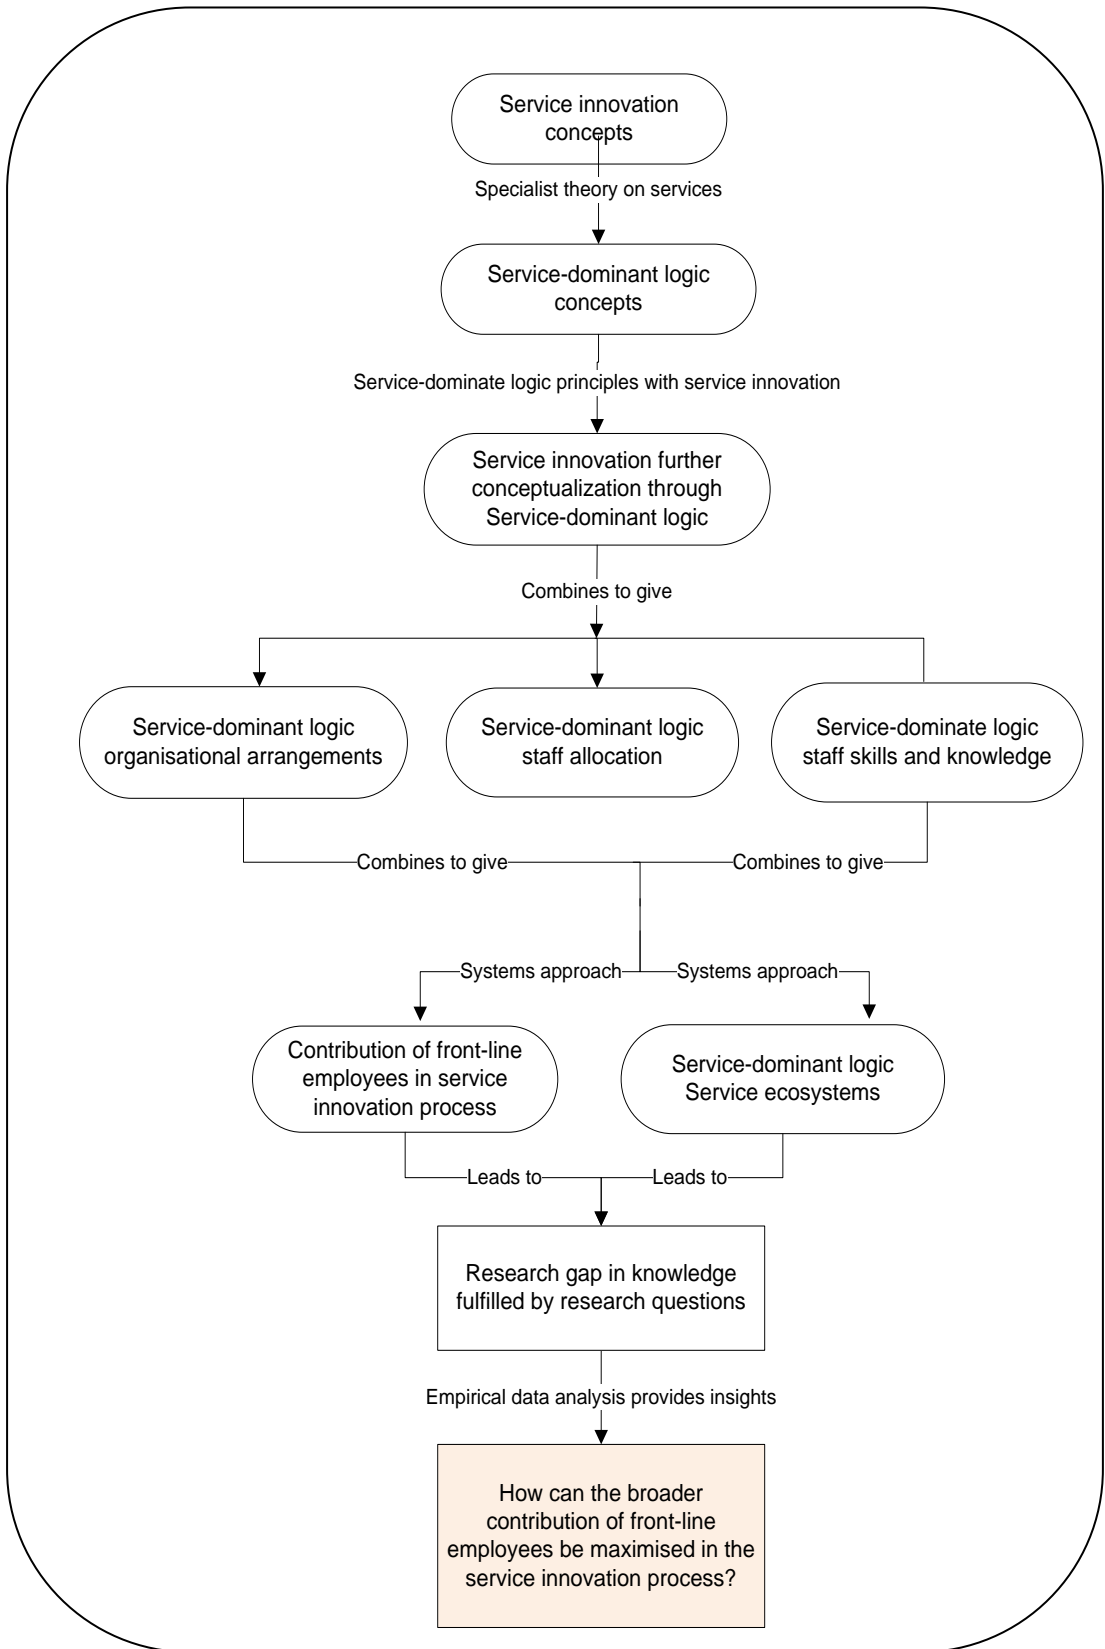 Service innovation
concepts
Specialist theory on services
Service-dominant logic
concepts
Service-dominate logic principles with service innovation
Service innovation further
conceptualization through
Service-dominant logic
Combines to give
Service-dominant logic
organisational arrangements
Service-dominant logic
staff allocation
Service-dominate logic
staff skills and knowledge
Combines to give
Combines to give
Systems approach
Systems approach
Contribution of front-line
employees in service
innovation process
Service-dominant logic
Service ecosystems
Leads to
Leads to
Research gap in knowledge
fulfilled by research questions
Empirical data analysis provides insights
How can the broader
contribution of front-line
employees be maximised in the
service innovation process?